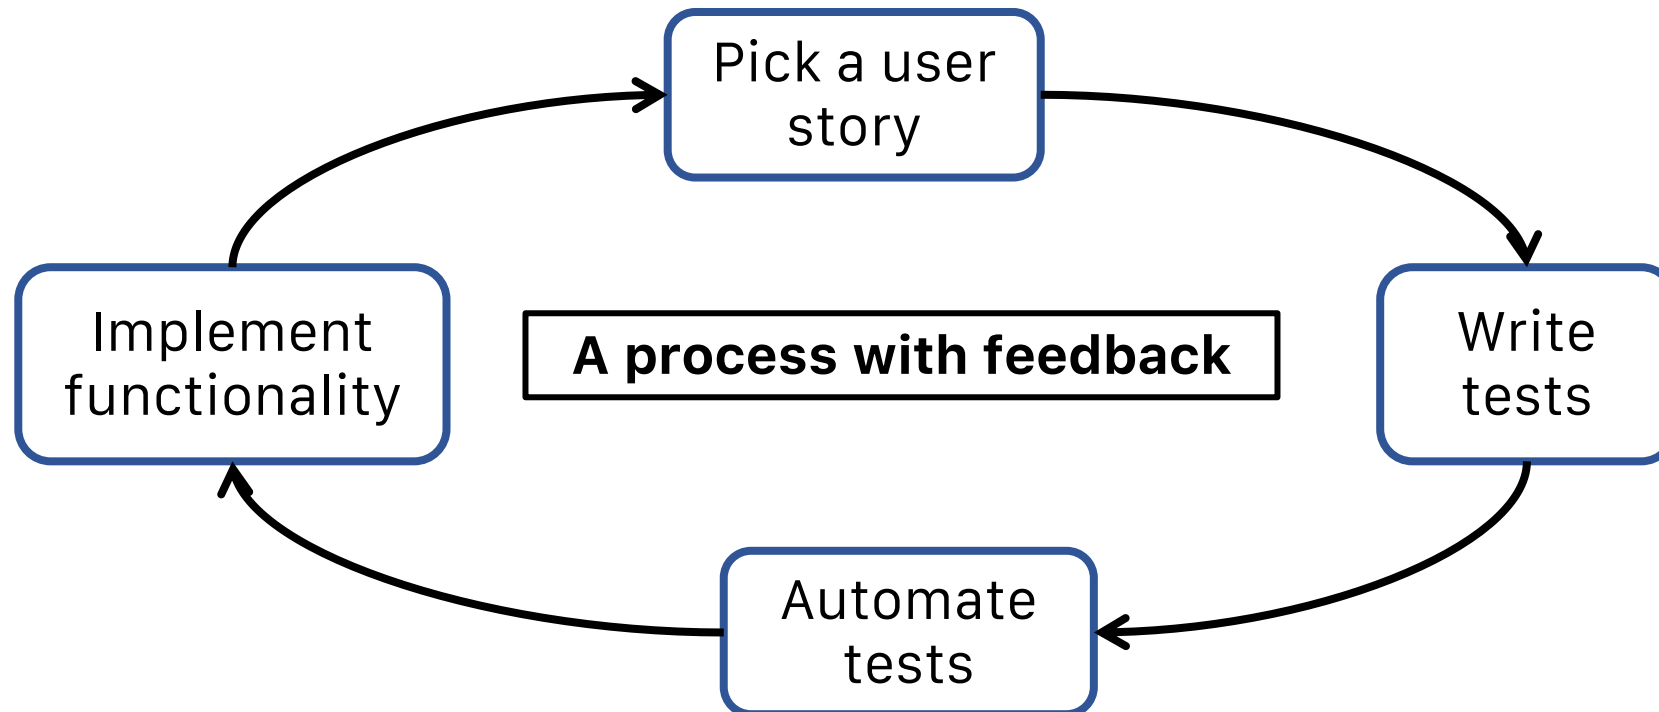 Pick a user
story
Implement
functionality
A process with feedback
Write
tests
Automate
tests